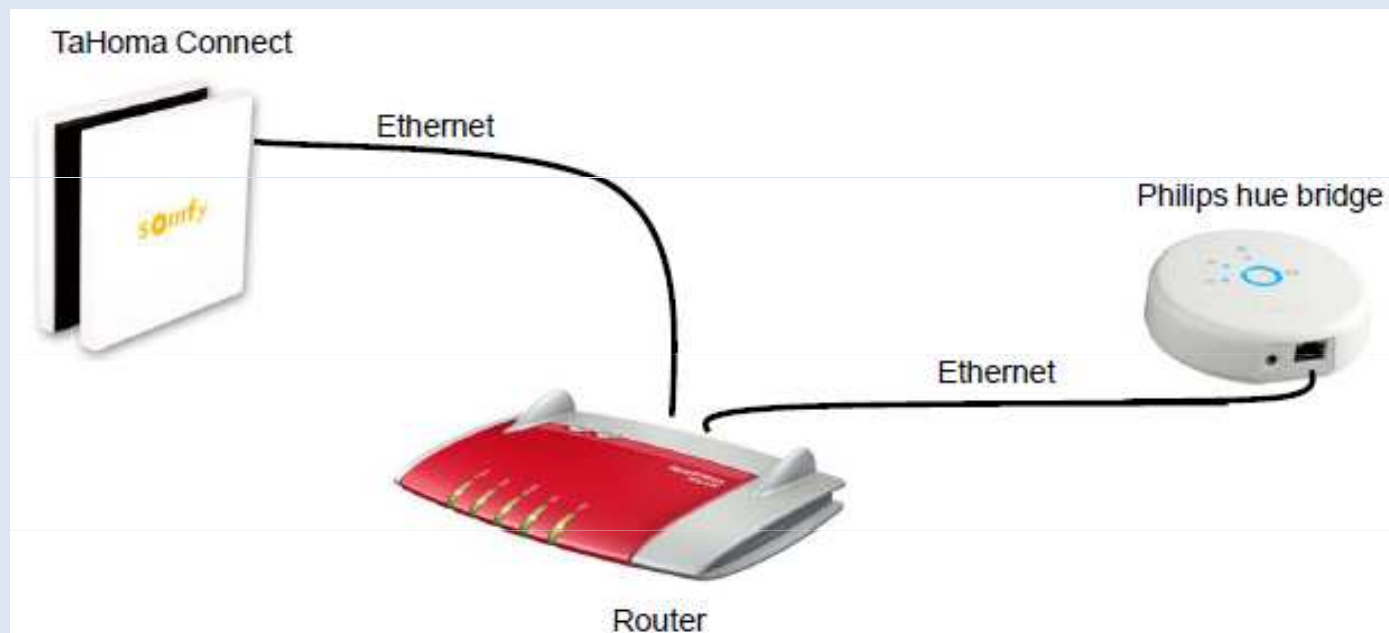 TaHoma Connect
Ethernet
somfy
Philips hue bridge
Ethernet
Router